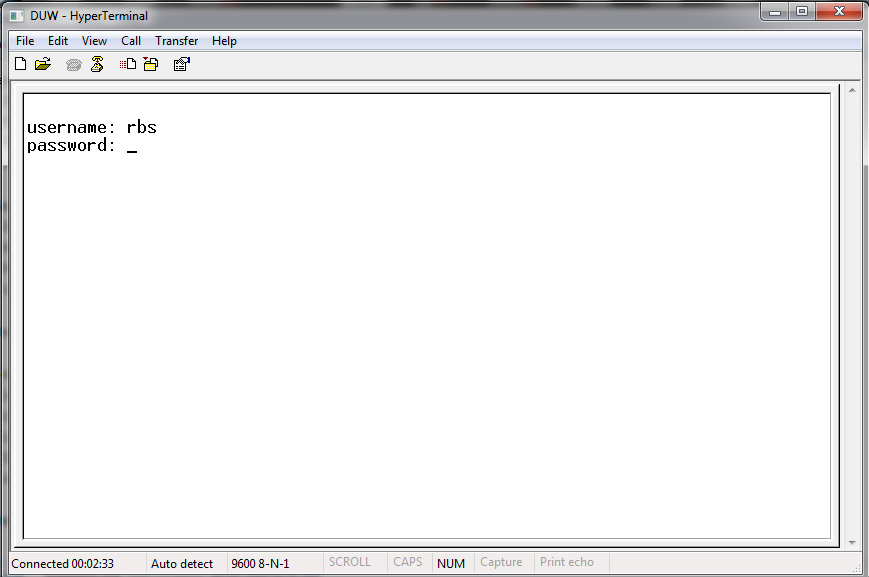 DUW - HyperTerminal
File Edit View Call Transfer Help
username: rbs
password: _
Connected 00:02:33 Auto detect 9600 8-N-1 SCROLL CAPS NUM Capture Print echo